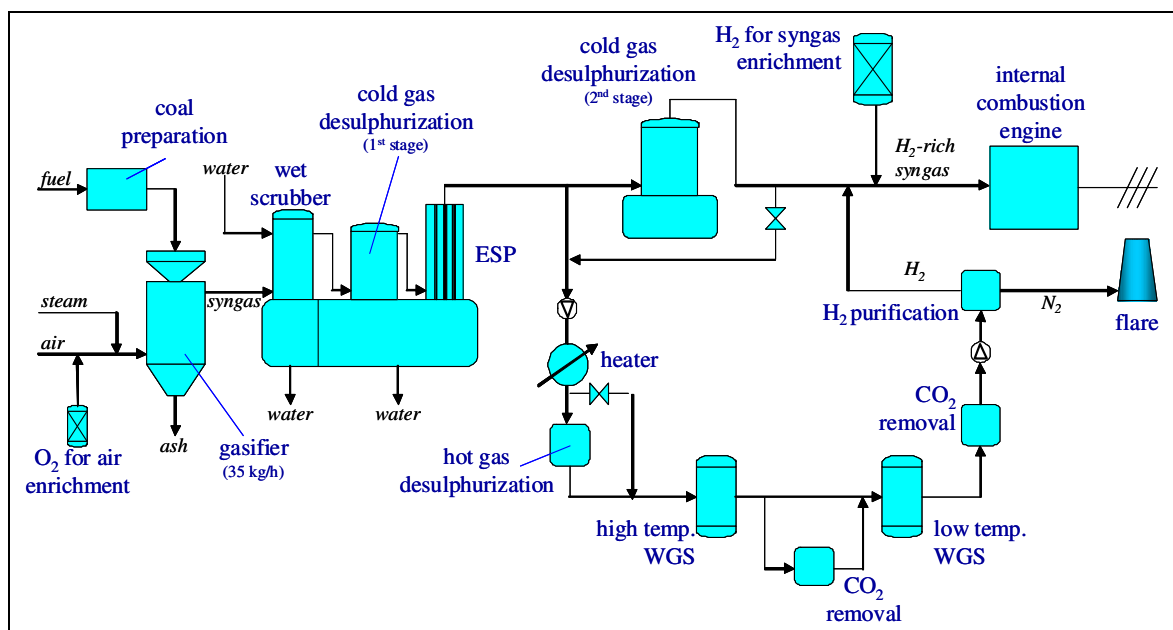 H2 for syngas
enrichment
cold gas
desulphurization
(2nd stage)
internal
combustion
engine
coal
preparation
cold gas
desulphurization
(1st stage)
H2-rich
syngas
water
wet
scrubber
fuel
ESP
steam
syngas
H2
N2
air
H2 purification
flare
heater
water
water
CO2
removal
ash
gasifier
(35 kg/h)
O2 for air
enrichment
hot gas
desulphurization
high temp.
WGS
low temp.
WGS
CO2
removal